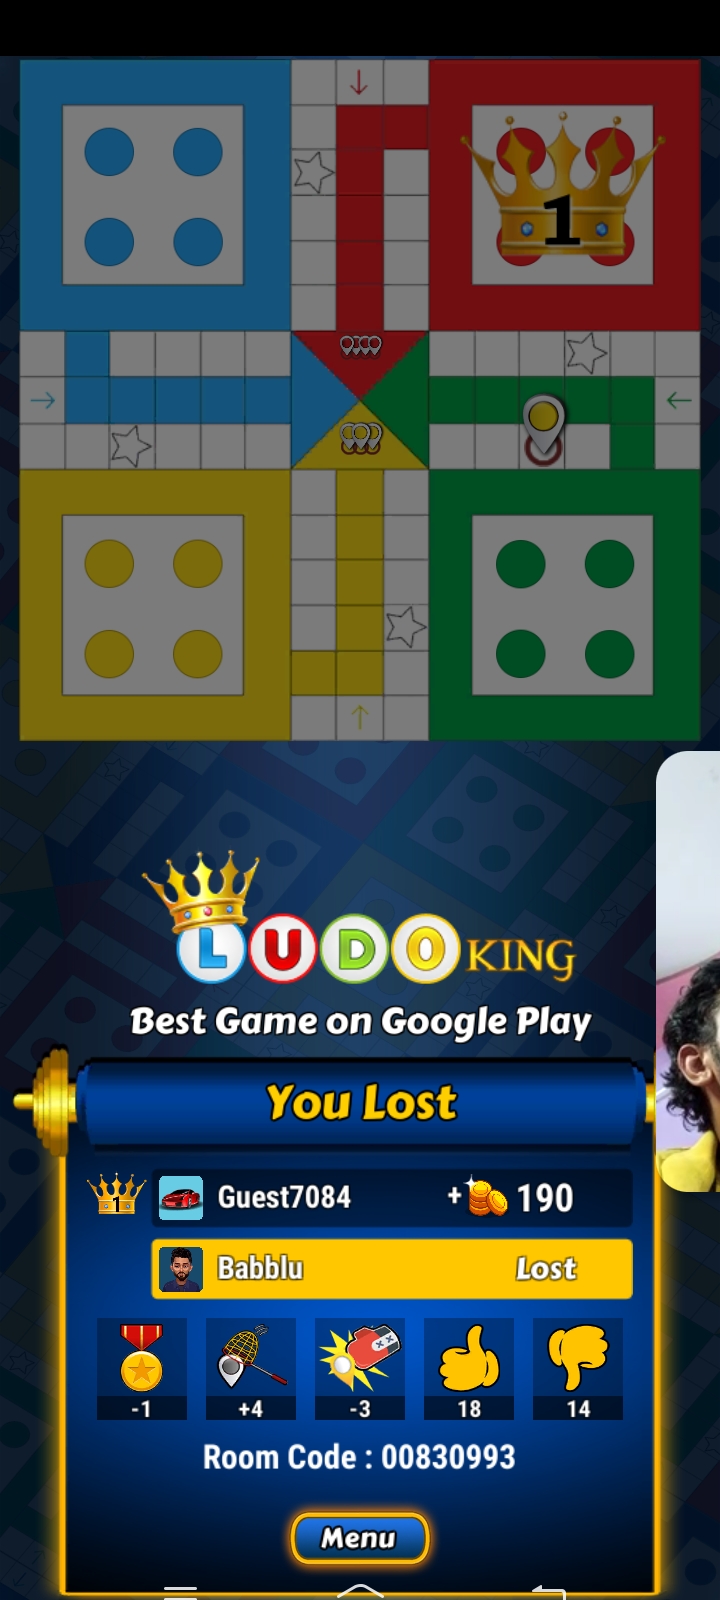 1
LUDO KING
Best Game on Google Play
You Lost
1 Guest7084 + 190
Babblu Lost
-1 +4 -3 18 14
Room Code : 00830993
Menu